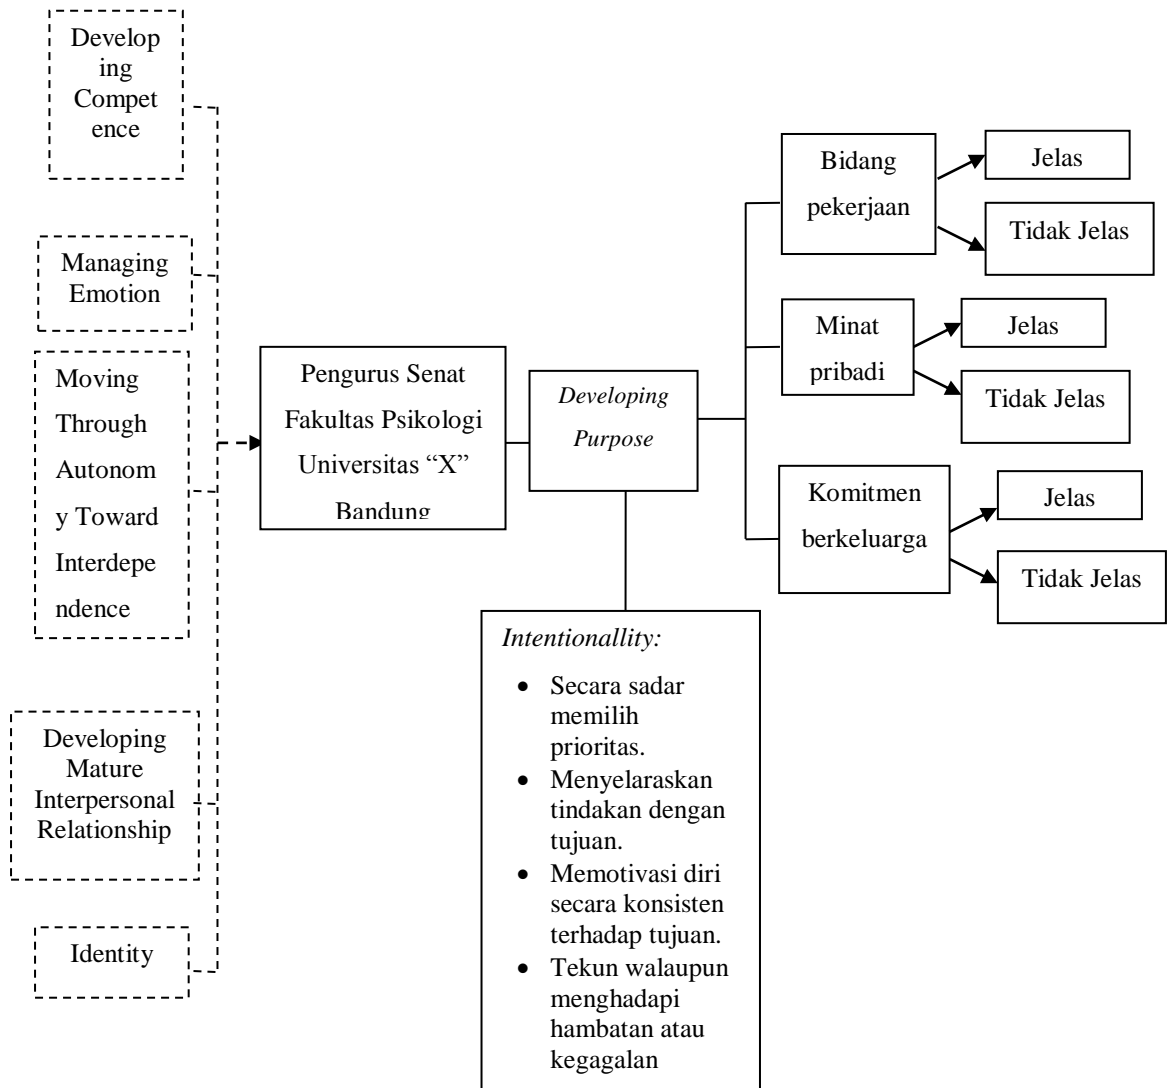 Develop
ing
Compet
ence
Managing
Emotion
Moving
Through
Autonom
y Toward
Interdepe
ndence
Developing
Mature
Interpersonal
Relationship
Identity
Pengurus Senat
Fakultas Psikologi
Universitas “X”
Bandung
Developing
Purpose
Intentionallity:
• Secara sadar
memilih
prioritas.
• Menyelaraskan
tindakan dengan
tujuan.
• Memotivasi diri
secara konsisten
terhadap tujuan.
• Tekun walaupun
menghadapi
hambatan atau
kegagalan
Bidang
pekerjaan
Jelas
Tidak Jelas
Minat
pribadi
Jelas
Tidak Jelas
Komitmen
berkeluarga
Jelas
Tidak Jelas